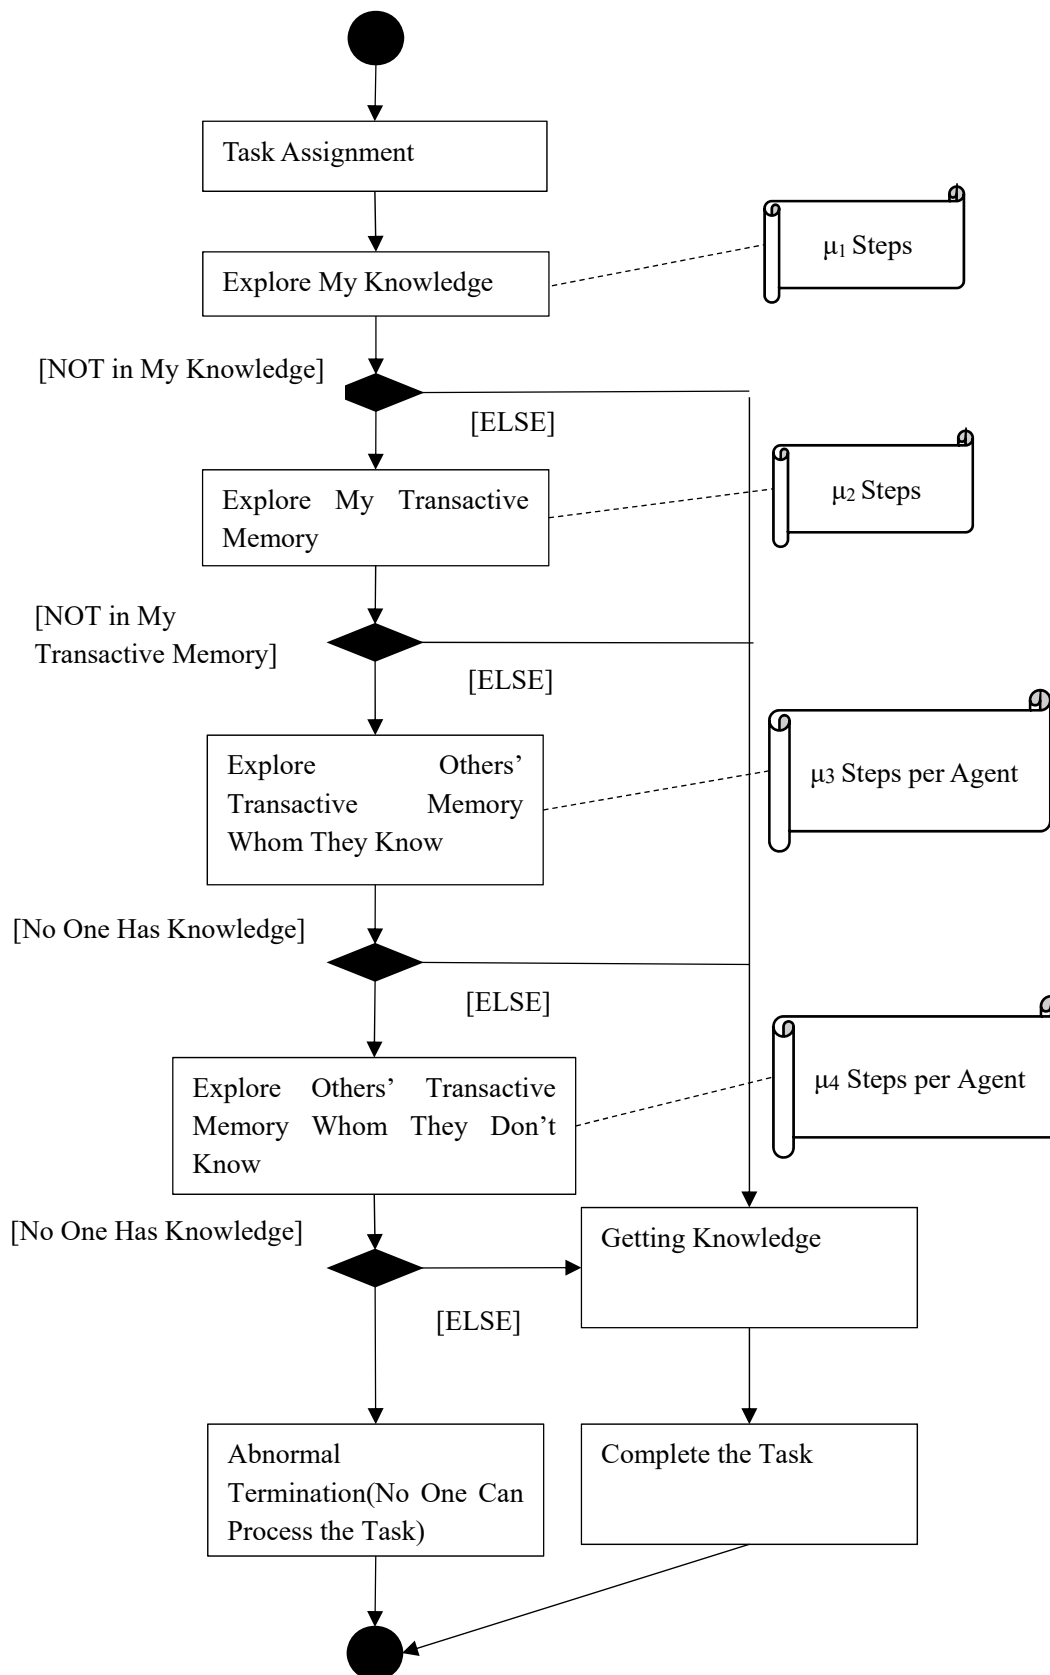 Task Assignment
μ1 Steps
Explore My Knowledge
[NOT in My Knowledge]
[ELSE]
μ2 Steps
Explore My Transactive
Memory
[NOT in My
Transactive Memory]
[ELSE]
Explore Others’
Transactive Memory
Whom They Know
μ3 Steps per Agent
[No One Has Knowledge]
[ELSE]
Explore Others’ Transactive
Memory Whom They Don’t
Know
μ4 Steps per Agent
[No One Has Knowledge]
Getting Knowledge
[ELSE]
Abnormal
Termination(No One Can
Process the Task)
Complete the Task